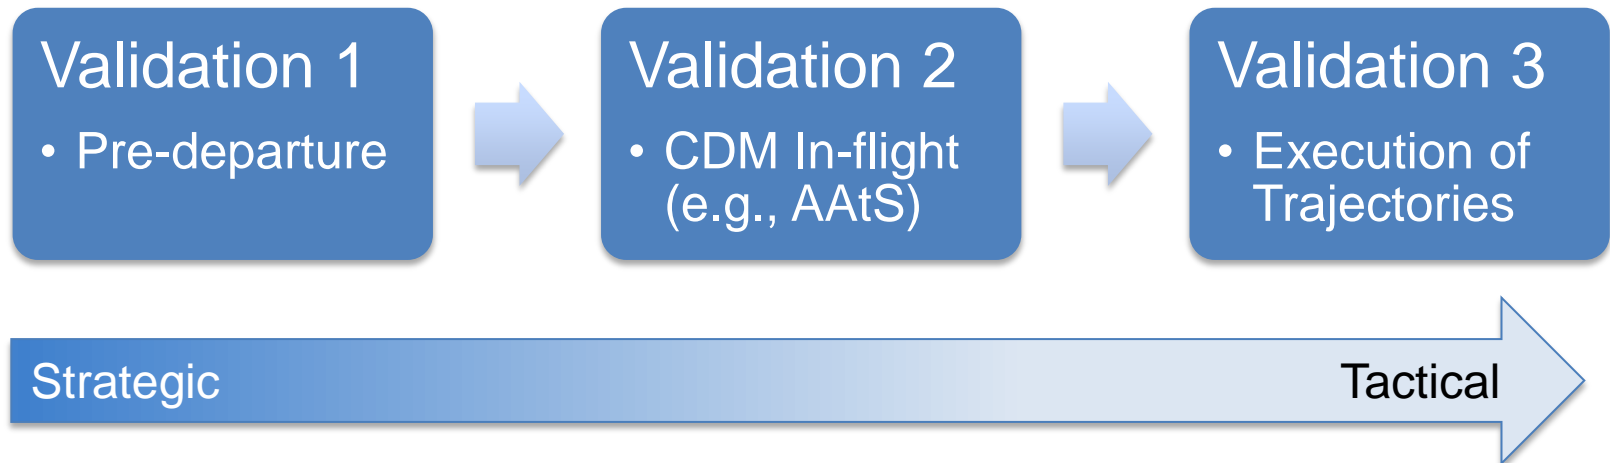 Validation 1
• Pre-departure
Validation 2
• CDM In-flight
(e.g., AAtS)
Validation 3
• Execution of
Trajectories
Strategic
Tactical